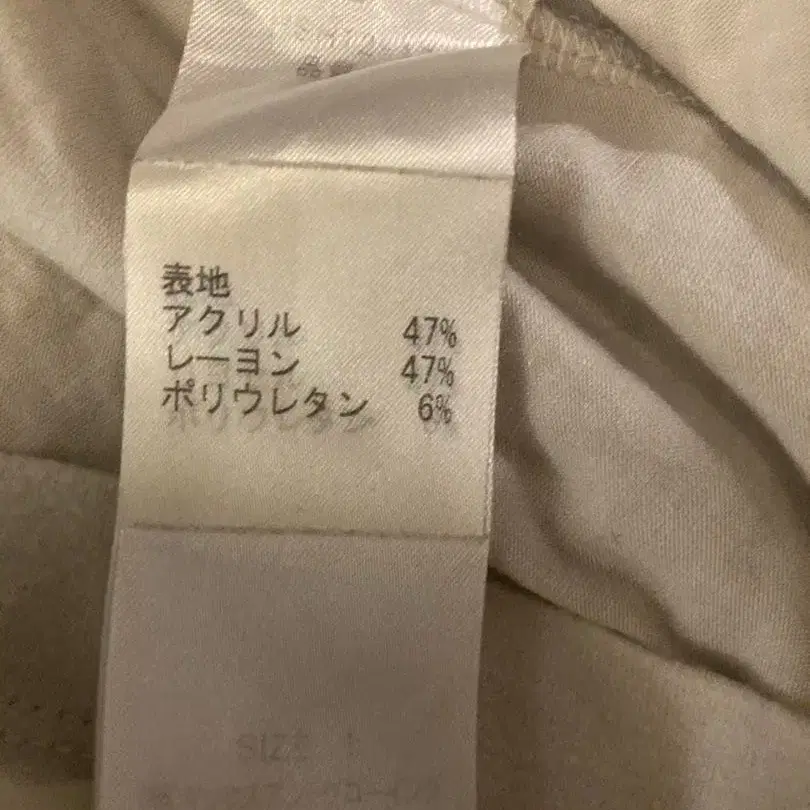 表地
アクリル 47%
レーヨン 47%
ポリウレタン 6%
SIZE